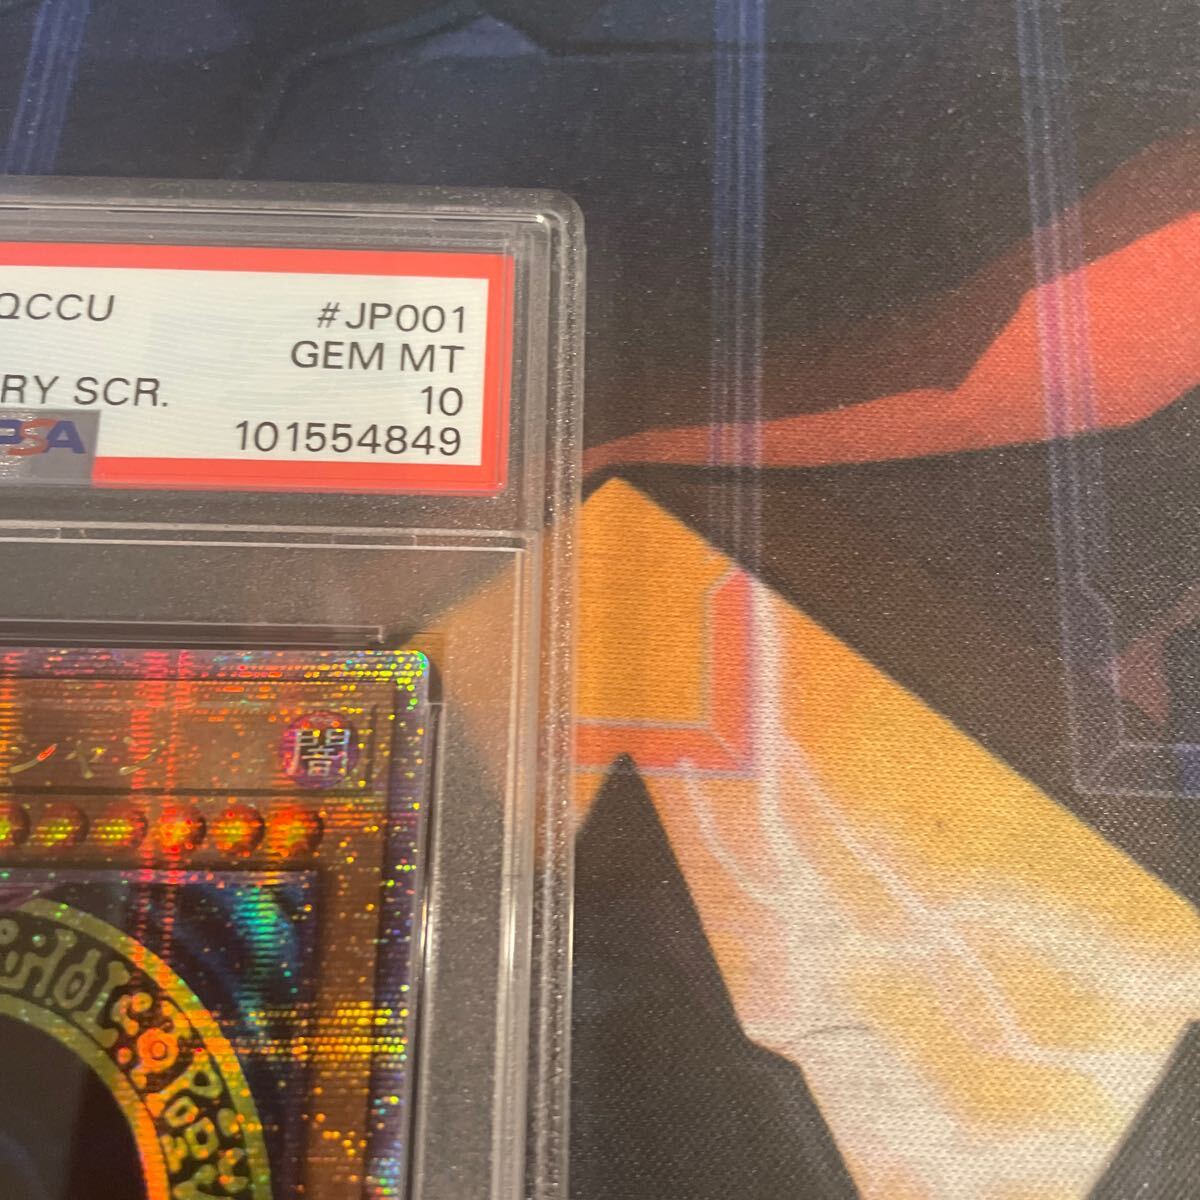 QCCU #JP001
GEM MT
RY SCR. 10
PSA 101554849
闇